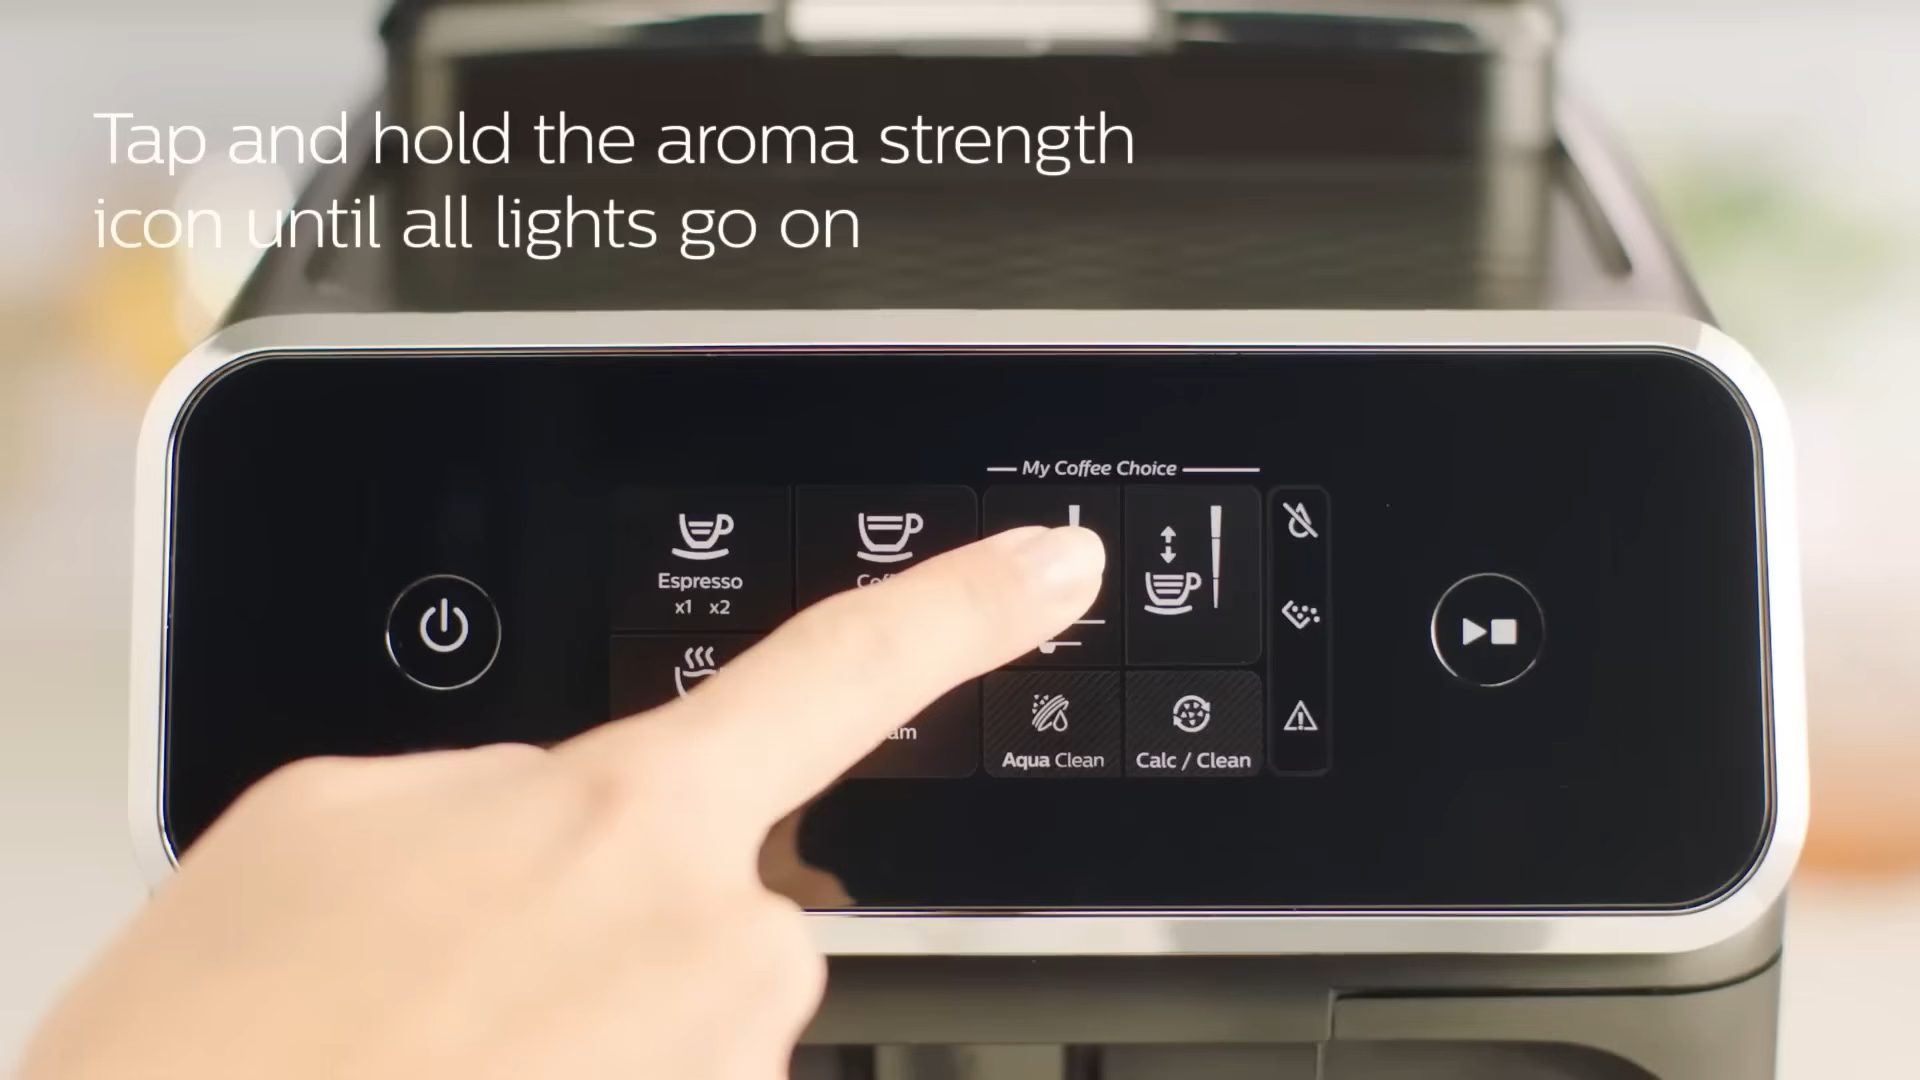 Tap and hold the aroma strength
icon until all lights go on
My Coffee Choice
Espresso
x1 x2
Aqua Clean
Calc / Clean